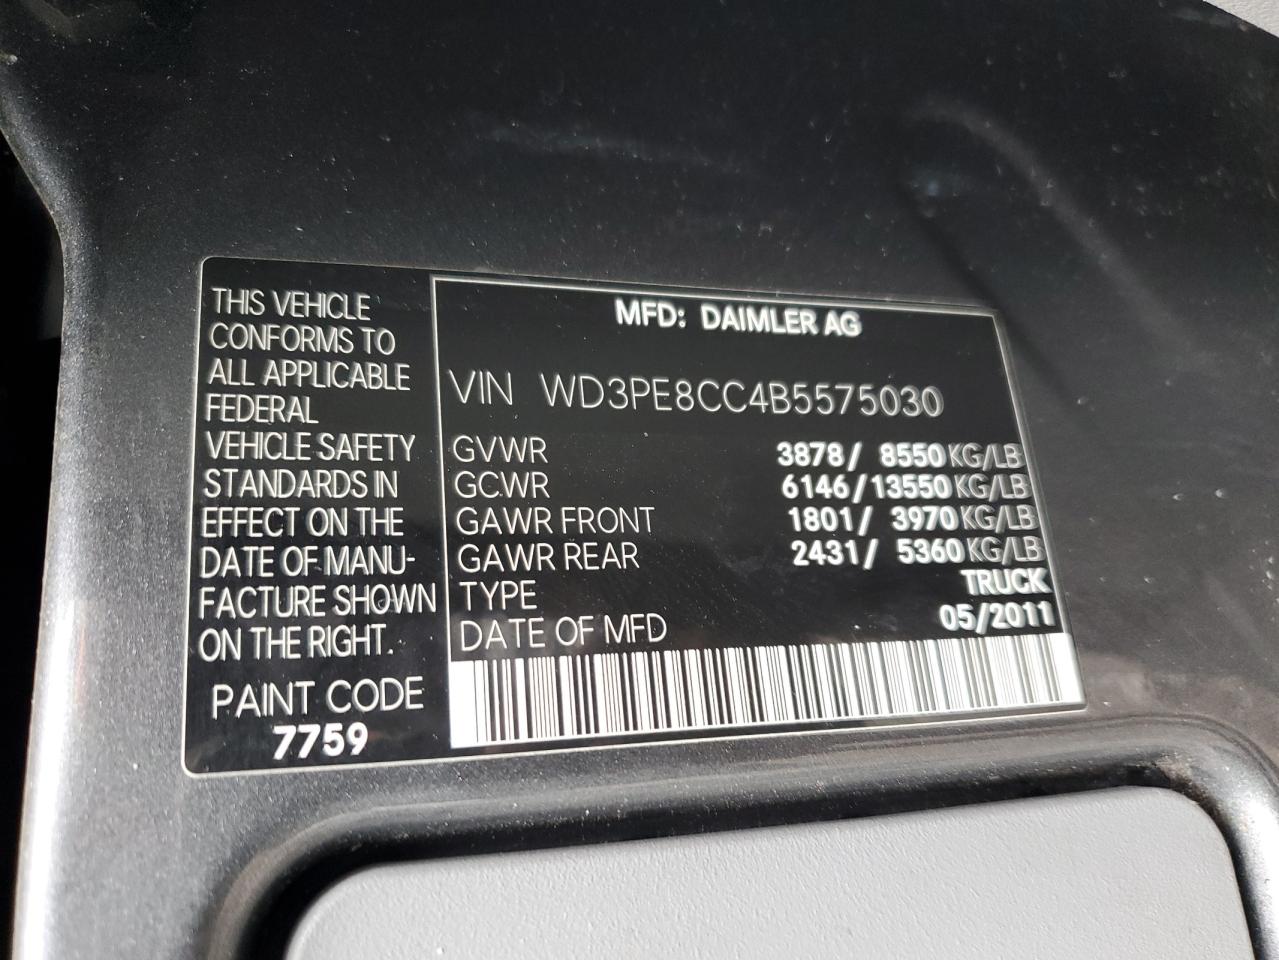 THIS VEHICLE
CONFORMS TO
ALL APPLICABLE
FEDERAL
VEHICLE SAFETY
STANDARDS IN
EFFECT ON THE
DATE OF MANU-
FACTURE SHOWN
ON THE RIGHT.
PAINT CODE
7759
MFD: DAIMLER AG
VIN WD3PE8CC4B5575030
GVWR 3878/ 8550 KG/LB
GCWR 6146/13550 KG/LB
GAWR FRONT 1801/ 3970 KG/LB
GAWR REAR 2431/ 5360 KG/LB
TYPE TRUCK
DATE OF MFD 05/2011